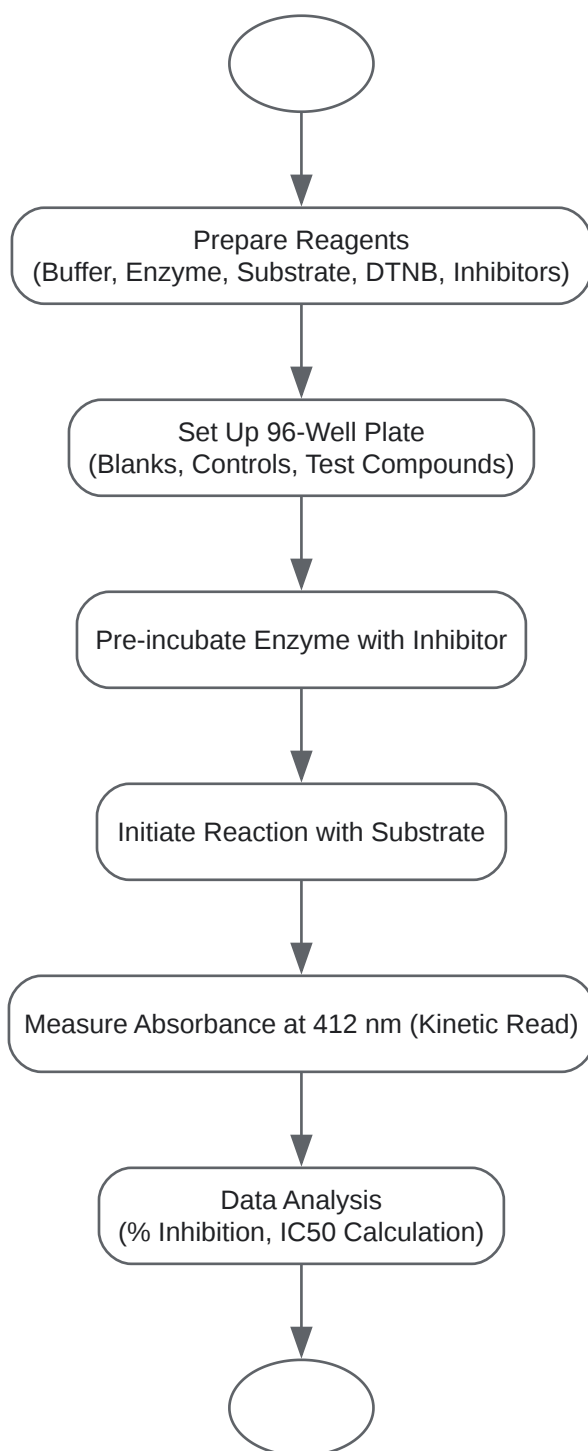 Prepare Reagents
(Buffer, Enzyme, Substrate, DTNB, Inhibitors)
Set Up 96-Well Plate
(Blanks, Controls, Test Compounds)
Pre-incubate Enzyme with Inhibitor
Initiate Reaction with Substrate
Measure Absorbance at 412 nm (Kinetic Read)
Data Analysis
(% Inhibition, IC50 Calculation)